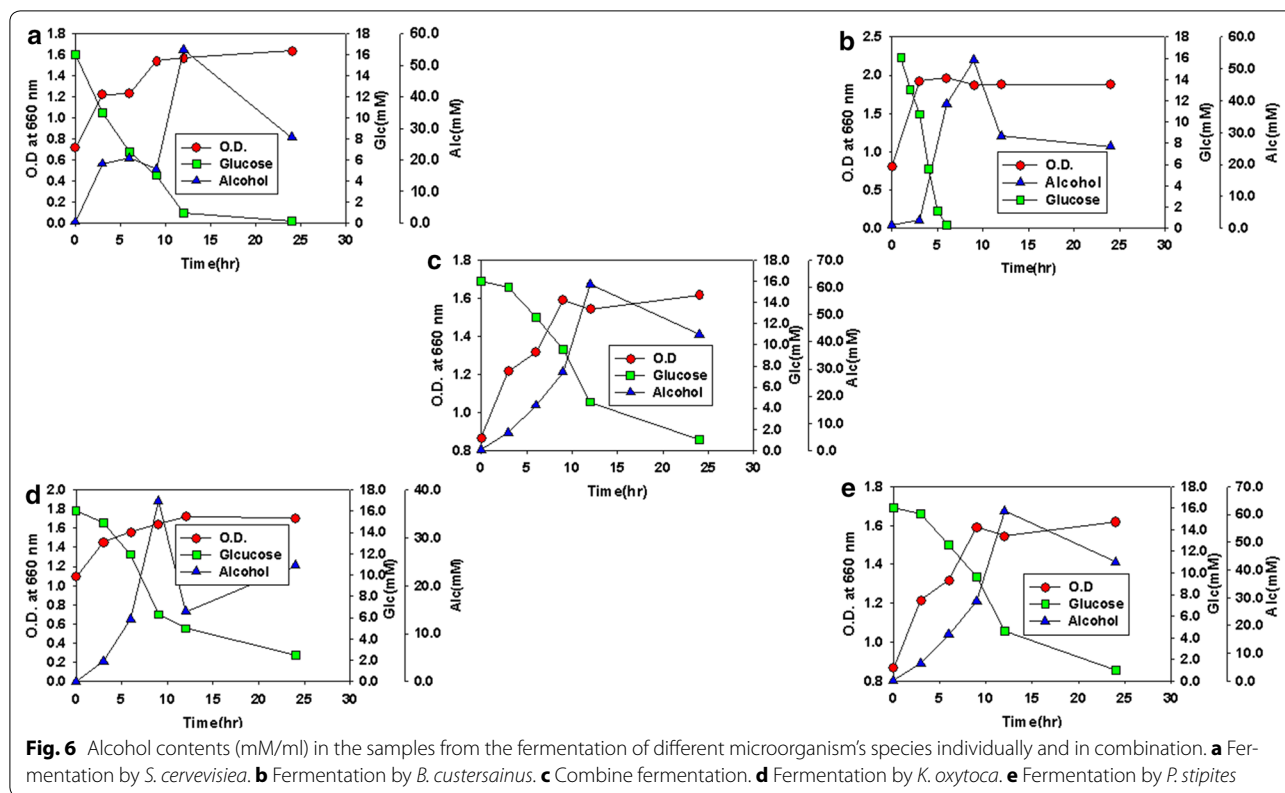 a
1.8
1.6
1.4
1.2
1.0
0.8
0.6
0.4
0.2
0.0
O.D at 660 nm
0 5 10 15 20 25 30
Time(hr)
O.D.
Glucose
Alcohol
18
16
14
12
10
8
6
4
2
0
Glc(mM)
60.0
50.0
40.0
30.0
20.0
10.0
0.0
Alc(mM)
b
2.5
2.0
1.5
1.0
0.5
0.0
O.D at 660 nm
0 5 10 15 20 25 30
Time(hr)
O.D.
Alcohol
Glucose
18
16
14
12
10
8
6
4
2
0
Glc(mM)
60.0
50.0
40.0
30.0
20.0
10.0
0.0
Alc(mM)
c
1.8
1.6
1.4
1.2
1.0
0.8
O.D. at 660 nm
0 5 10 15 20 25 30
Time(hr)
O.D
Glucose
Alcohol
18.0
16.0
14.0
12.0
10.0
8.0
6.0
4.0
2.0
0.0
Glc(mM)
70.0
60.0
50.0
40.0
30.0
20.0
10.0
0.0
Alc(mM)
d
2.0
1.8
1.6
1.4
1.2
1.0
0.8
0.6
0.4
0.2
0.0
O.D. at 660 nm
0 5 10 15 20 25 30
Time(hr)
O.D.
Glcucose
Alcohol
18.0
16.0
14.0
12.0
10.0
8.0
6.0
4.0
2.0
0.0
Glc(mM)
40.0
30.0
20.0
10.0
0.0
Alc(mM)
e
1.8
1.6
1.4
1.2
1.0
0.8
O.D. at 660 nm
0 5 10 15 20 25 30
Time(hr)
O.D
Glucose
Alcohol
18.0
16.0
14.0
12.0
10.0
8.0
6.0
4.0
2.0
0.0
Glc(mM)
70.0
60.0
50.0
40.0
30.0
20.0
10.0
0.0
Alc(mM)
Fig. 6 Alcohol contents (mM/ml) in the samples from the fermentation of different microorganism's species individually and in combination. a Fer-
mentation by S. cervevisiea. b Fermentation by B. custersainus. c Combine fermentation. d Fermentation by K. oxytoca. e Fermentation by P. stipites